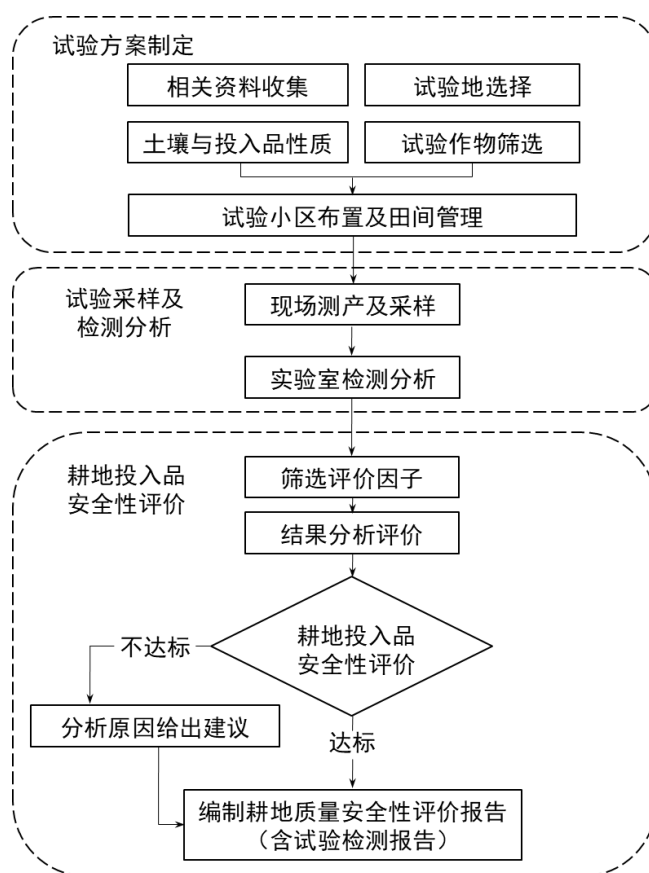 试验方案制定
相关资料收集
试验地选择
土壤与投入品性质
试验作物筛选
试验小区布置及田间管理
试验采样及
检测分析
现场测产及采样
实验室检测分析
耕地投入品
安全性评价
筛选评价因子
结果分析评价
耕地投入品
安全性评价
不达标
分析原因给出建议
达标
编制耕地质量安全性评价报告
（含试验检测报告）